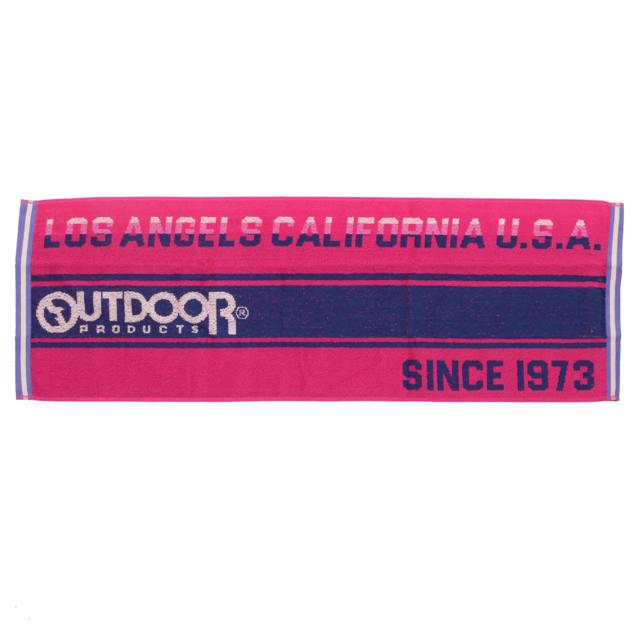 LOS ANGELS CALIFORNIA U.S.A.
OUTDOOR®
PRODUCTS
SINCE 1973